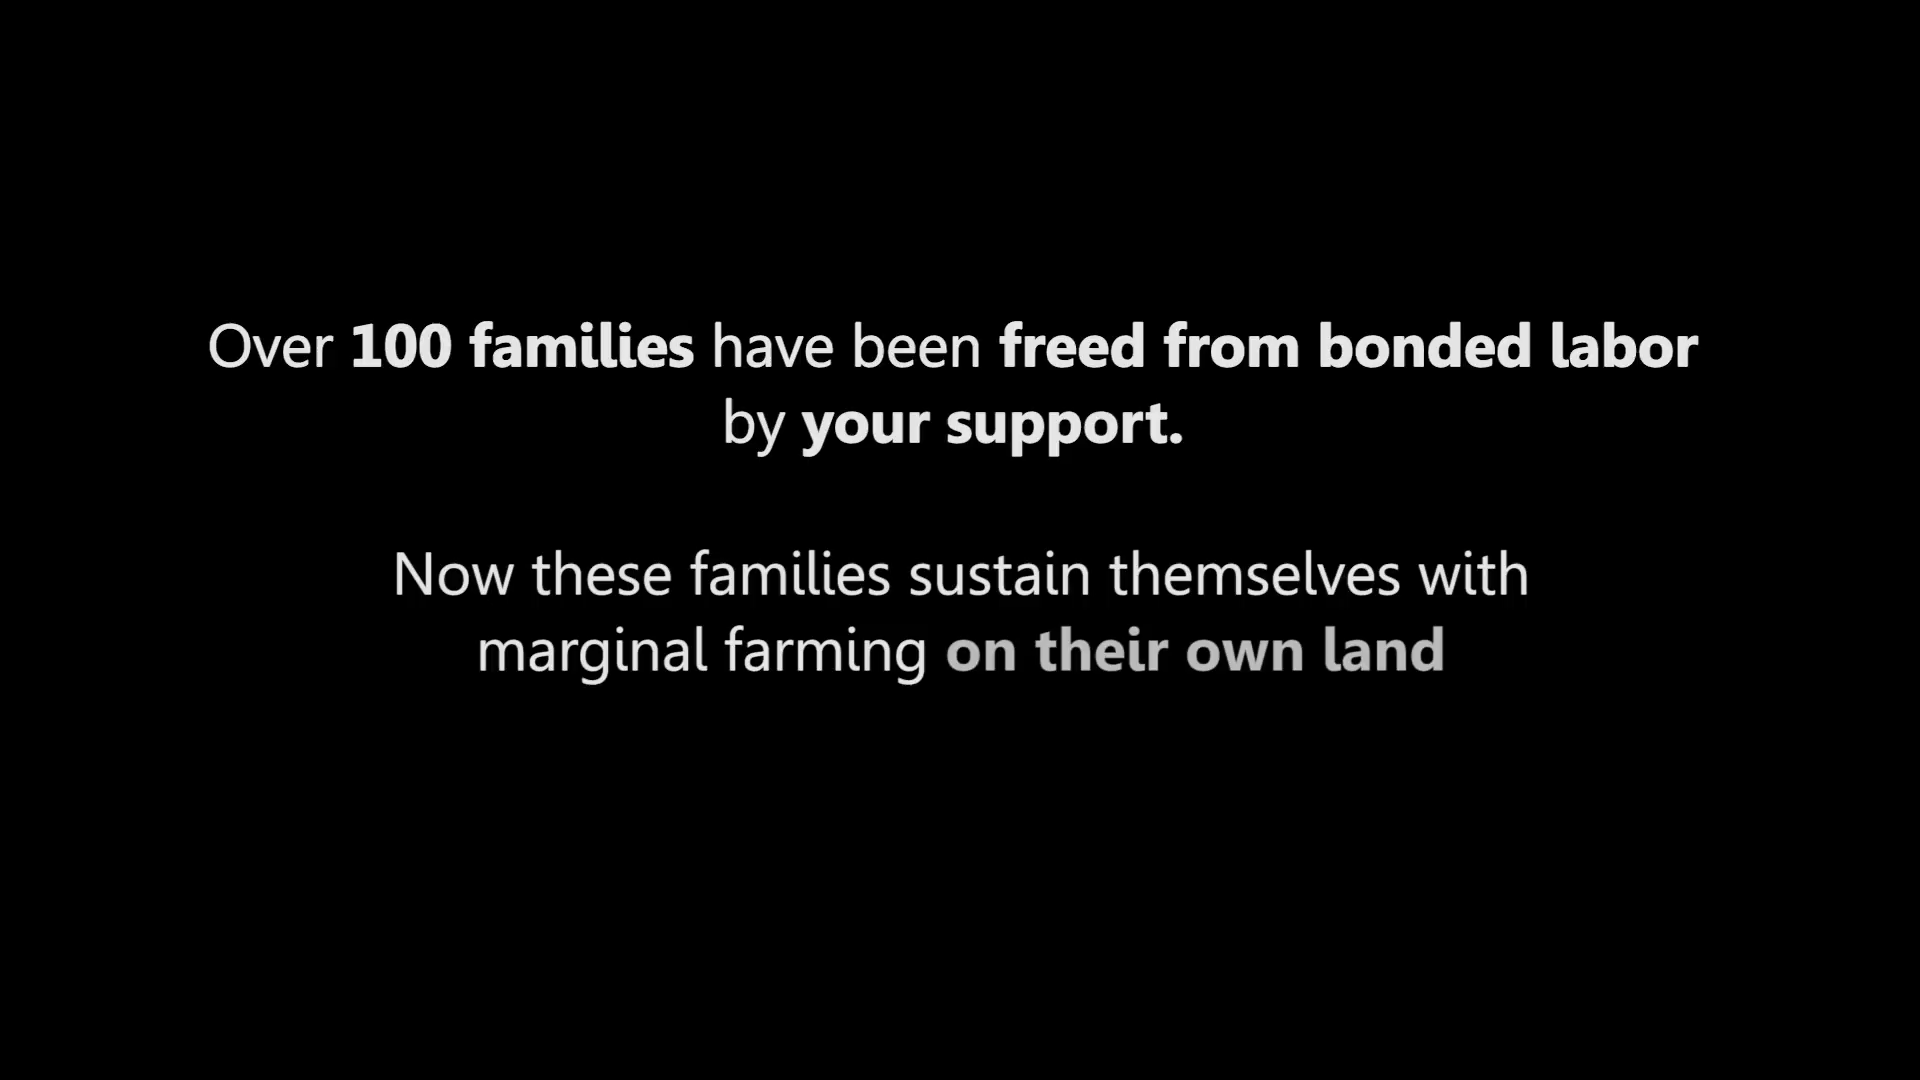 Over 100 families have been freed from bonded labor
by your support.
Now these families sustain themselves with
marginal farming on their own land